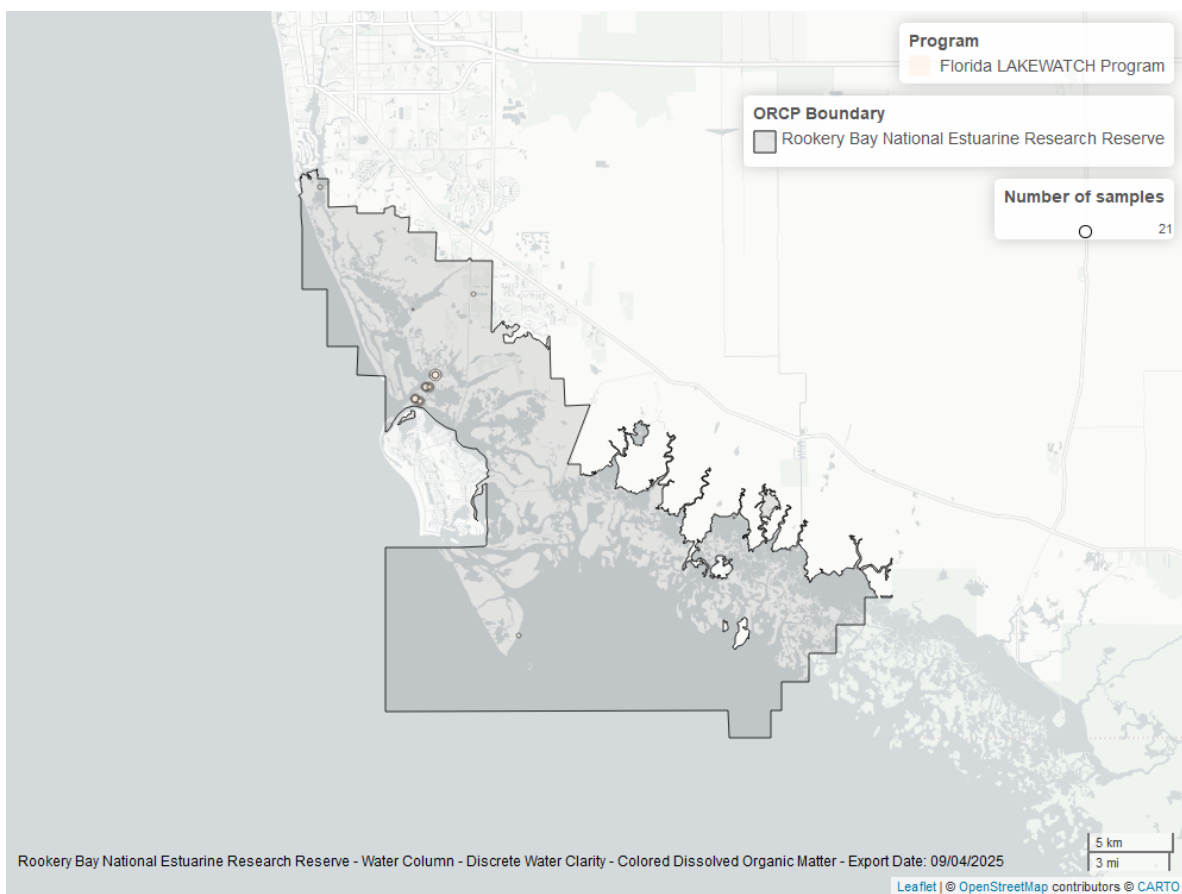 Program
Florida LAKEWATCH Program
ORCP Boundary
Rookery Bay National Estuarine Research Reserve
Number of samples
21
5 km
3 mi
Rookery Bay National Estuarine Research Reserve - Water Column - Discrete Water Clarity - Colored Dissolved Organic Matter - Export Date: 09/04/2025
Leaflet | © OpenStreetMap contributors © CARTO